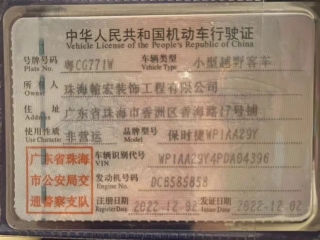 中华人民共和国机动车行驶证
Vehicle License of the People's Republic of China
号牌号码 粤CG771W 车辆类型 小型越野客车
Plate No. Vehicle Type
所有人 珠海帕宏装饰工程有限公司
Owner
住址 广东省珠海市香洲区香海路17号铺
Address
使用性质 非营运 品牌型号 保时捷WP1AA29Y
Use Character Model
广东省珠海 车辆识别代号 WP1AA29Y4PDA04396
VIN
市公安局交 发动机号码 DCB565858
Engine No.
通警察支队 注册日期 2022-12-02 发证日期 2022-12-02
Register Date Issue Date